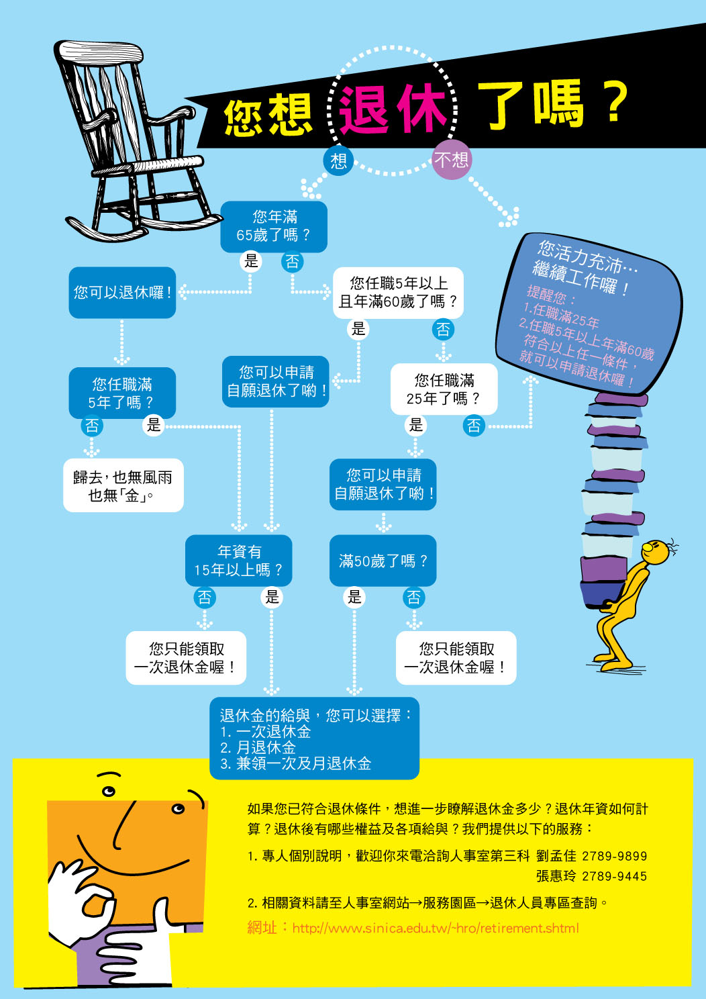 您想退休了嗎？
想
不想
您年滿
65歲了嗎？
是
否
您可以退休囉！
您任職5年以上
且年滿60歲了嗎？
是
否
您活力充沛…
繼續工作囉！
提醒您：
1.任職滿25年
2.任職5年以上年滿60歲
符合以上任一條件，
就可以申請退休囉！
您任職滿
5年了嗎？
否
是
您可以申請
自願退休了喲！
您任職滿
25年了嗎？
是
否
歸去，也無風雨
也無「金」。
您可以申請
自願退休了喲！
年資有
15年以上嗎？
否
是
滿50歲了嗎？
是
否
您只能領取
一次退休金喔！
您只能領取
一次退休金喔！
退休金的給與，您可以選擇：
1. 一次退休金
2. 月退休金
3. 兼領一次及月退休金
如果您已符合退休條件，想進一步瞭解退休金多少？退休年資如何計
算？退休後有哪些權益及各項給與？我們提供以下的服務：
1. 專人個別說明，歡迎你來電洽詢人事室第三科 劉孟佳 2789-9899
張惠玲 2789-9445
2. 相關資料請至人事室網站→服務園區→退休人員專區查詢。
網址：http://www.sinica.edu.tw/~hro/retirement.shtml